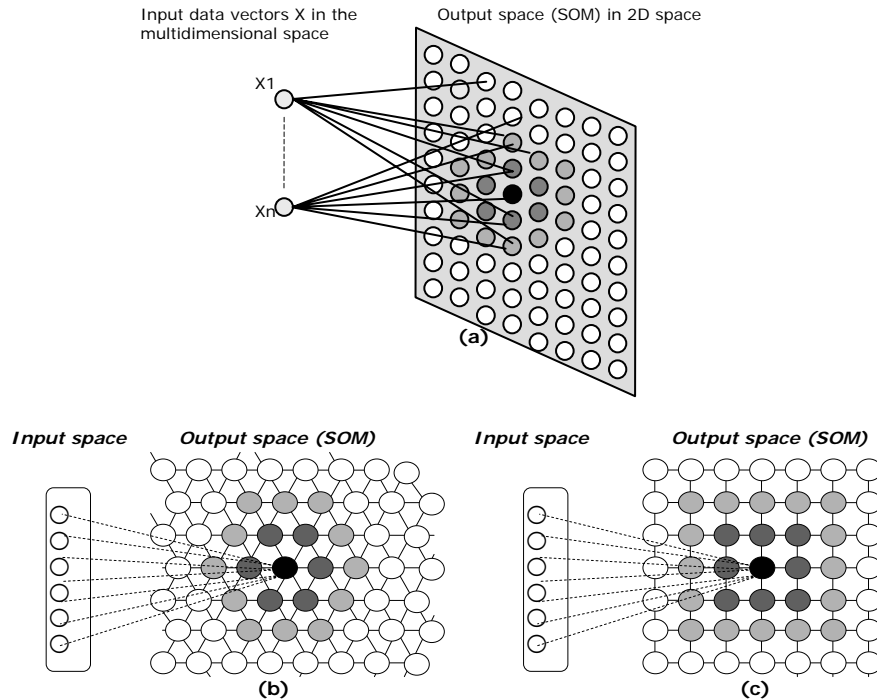 Input data vectors X in the
multidimensional space
Output space (SOM) in 2D space
X1
Xn
(a)
Input space
Output space (SOM)
Input space
Output space (SOM)
(b)
(c)